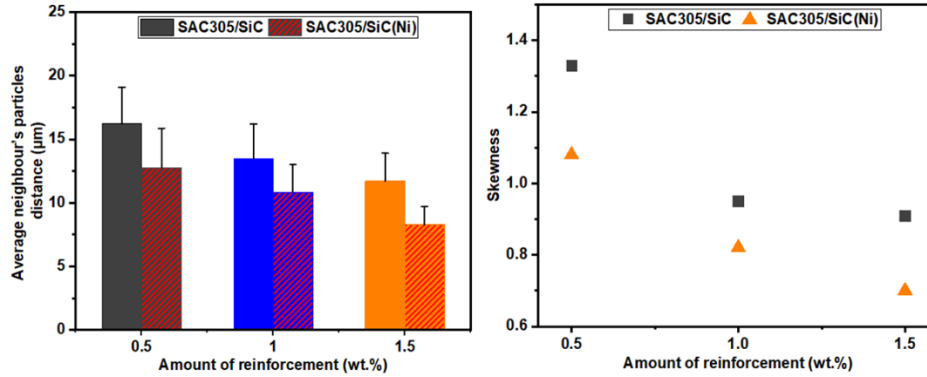 SAC305/SiC
SAC305/SiC(Ni)
25
20
15
10
5
0
Average neighbour's particles
distance (µm)
0.5
1
1.5
Amount of reinforcement (wt.%)
SAC305/SiC
SAC305/SiC(Ni)
1.4
1.2
1.0
0.8
0.6
Skewness
0.5
1.0
1.5
Amount of reinforcement (wt.%)